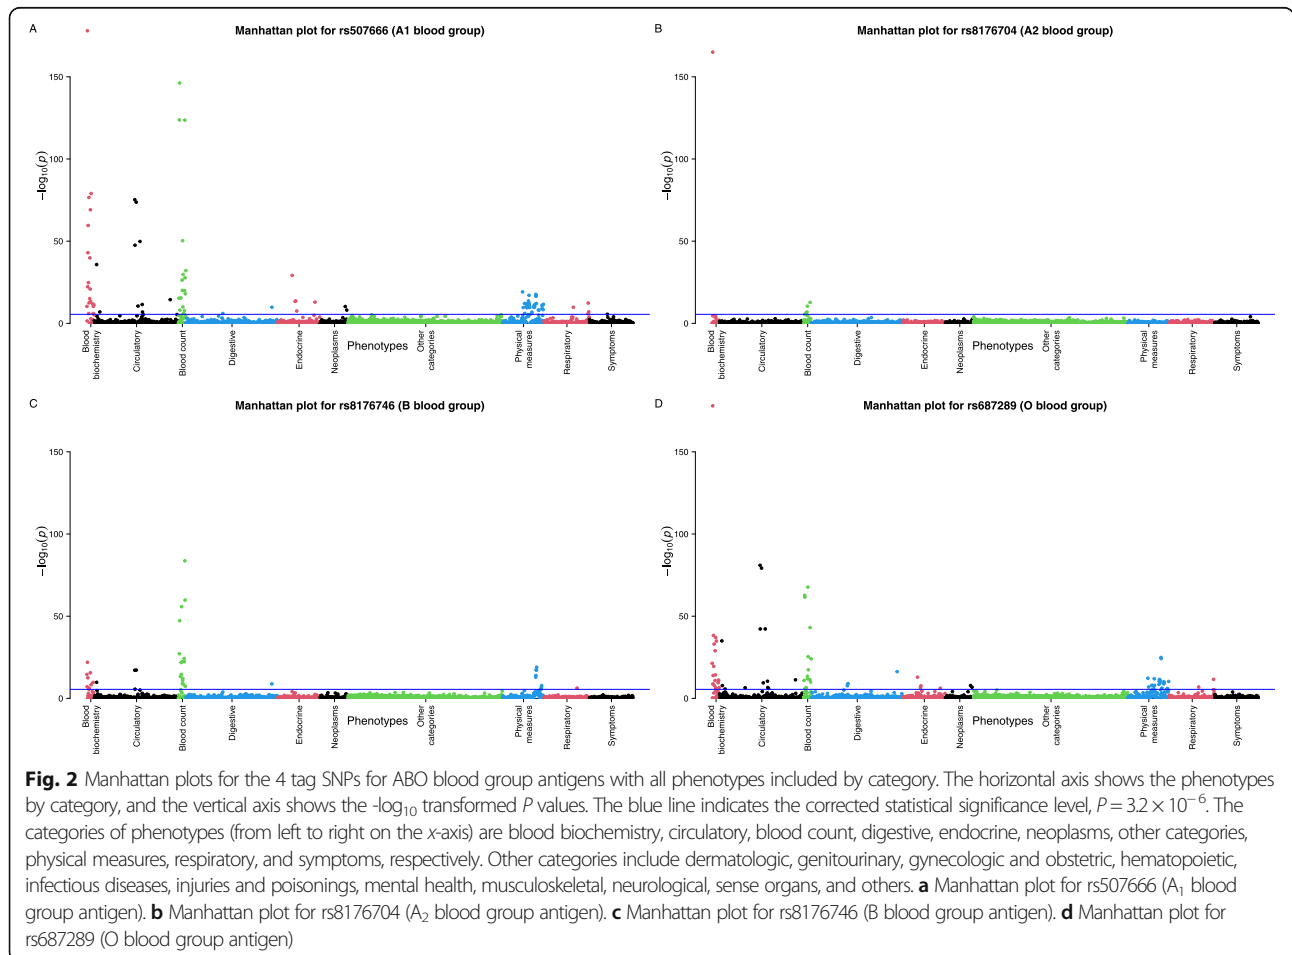 A
Manhattan plot for rs507666 (A1 blood group)
150
100
50
0
−log10(p)
Blood
biochemistry
Circulatory
Blood count
Digestive
Endocrine
Neoplasms
Phenotypes
Other
categories
Physical
measures
Respiratory
Symptoms
B
Manhattan plot for rs8176704 (A2 blood group)
150
100
50
0
−log10(p)
Blood
biochemistry
Circulatory
Blood count
Digestive
Endocrine
Neoplasms
Phenotypes
Other
categories
Physical
measures
Respiratory
Symptoms
C
Manhattan plot for rs8176746 (B blood group)
150
100
50
0
−log10(p)
Blood
biochemistry
Circulatory
Blood count
Digestive
Endocrine
Neoplasms
Phenotypes
Other
categories
Physical
measures
Respiratory
Symptoms
D
Manhattan plot for rs687289 (O blood group)
150
100
50
0
−log10(p)
Blood
biochemistry
Circulatory
Blood count
Digestive
Endocrine
Neoplasms
Phenotypes
Other
categories
Physical
measures
Respiratory
Symptoms
Fig. 2 Manhattan plots for the 4 tag SNPs for ABO blood group antigens with all phenotypes included by category. The horizontal axis shows the phenotypes
by category, and the vertical axis shows the -log10 transformed P values. The blue line indicates the corrected statistical significance level, P = 3.2 × 10−6. The
categories of phenotypes (from left to right on the x-axis) are blood biochemistry, circulatory, blood count, digestive, endocrine, neoplasms, other categories,
physical measures, respiratory, and symptoms, respectively. Other categories include dermatologic, genitourinary, gynecologic and obstetric, hematopoietic,
infectious diseases, injuries and poisonings, mental health, musculoskeletal, neurological, sense organs, and others. a Manhattan plot for rs507666 (A1 blood
group antigen). b Manhattan plot for rs8176704 (A2 blood group antigen). c Manhattan plot for rs8176746 (B blood group antigen). d Manhattan plot for
rs687289 (O blood group antigen)